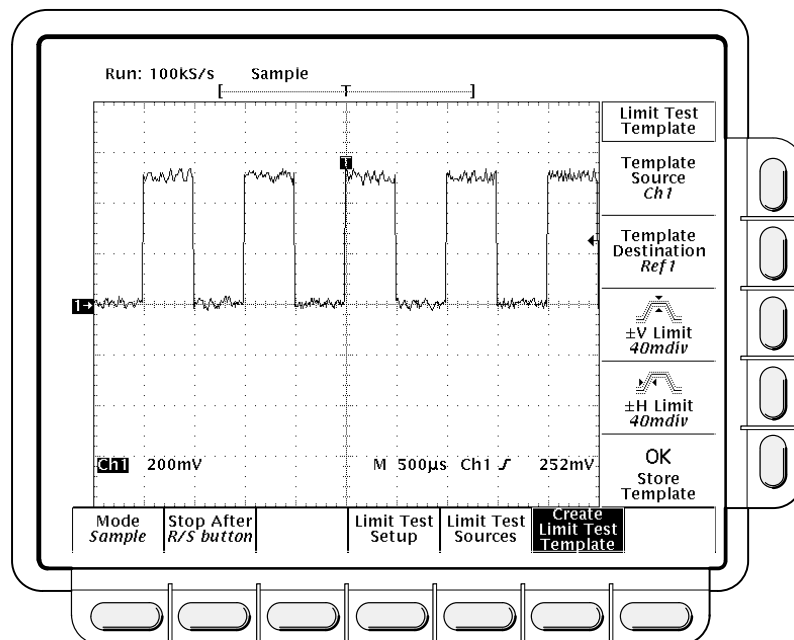 Run: 100kS/s Sample
[ T ]
Limit Test
Template
Template
Source
Ch1
T
Template
Destination
Ref1
1→
±V Limit
40mdiv
±H Limit
40mdiv
Ch1 200mV M 500µs Ch1 252mV
OK
Store
Template
Mode
Sample
Stop After
R/S button
Limit Test
Setup
Limit Test
Sources
Create
Limit Test
Template